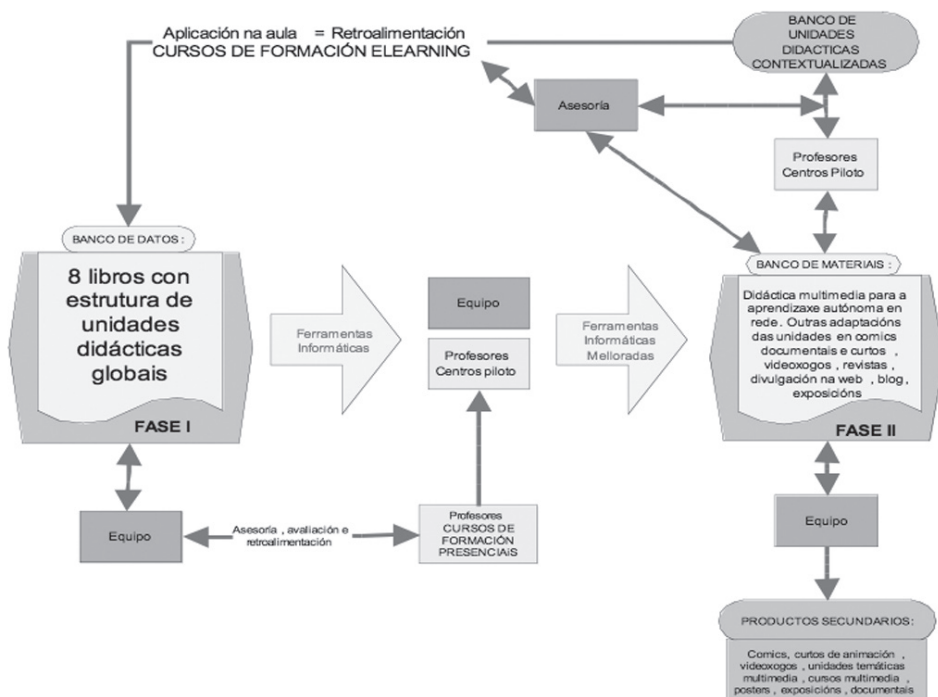 Aplicación na aula = Retroalimentación
CURSOS DE FORMACIÓN ELEARNING
BANCO DE
UNIDADES
DIDACTICAS
CONTEXTUALIZADAS
Asesoría
Profesores
Centros Piloto
BANCO DE DATOS :
8 libros con
estrutura de
unidades
didácticas
globais
FASE I
Ferramentas
Informáticas
Equipo
Profesores
Centros piloto
Ferramentas
Informáticas
Melloradas
BANCO DE MATERIAIS :
Didáctica multimedia para a
aprendizaxe autónoma en
rede. Outras adaptacións
das unidades en comics
documentais e curtos ,
videoxogos , revistas ,
divulgación na web , blog ,
exposicións
FASE II
Equipo
Asesoría , avaliación e
retroalimentación
Profesores
CURSOS DE
FORMACIÓN
PRESENCIAIS
Equipo
PRODUCTOS SECUNDARIOS:
Comics, curtos de animación ,
videoxogos , unidades temáticas
multimedia , cursos multimedia ,
posters , exposicións , documentais